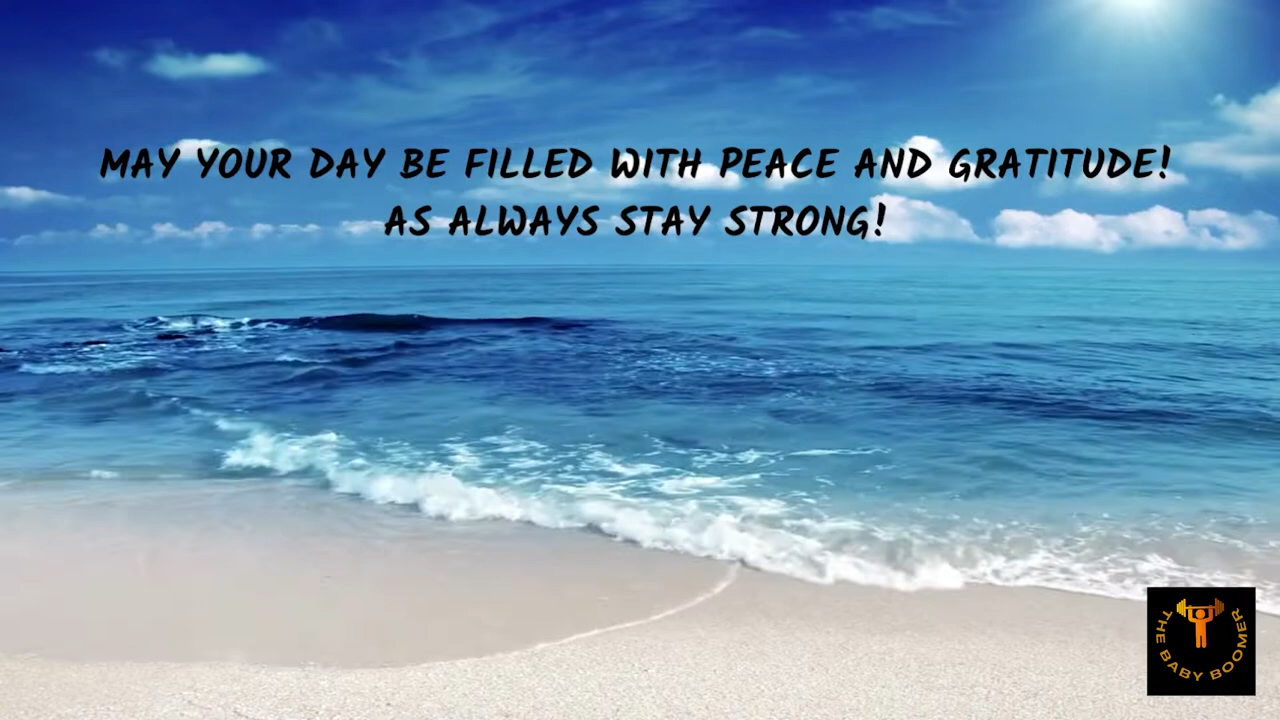 MAY YOUR DAY BE FILLED WITH PEACE AND GRATITUDE!
AS ALWAYS STAY STRONG!
THE BABY BOOMER